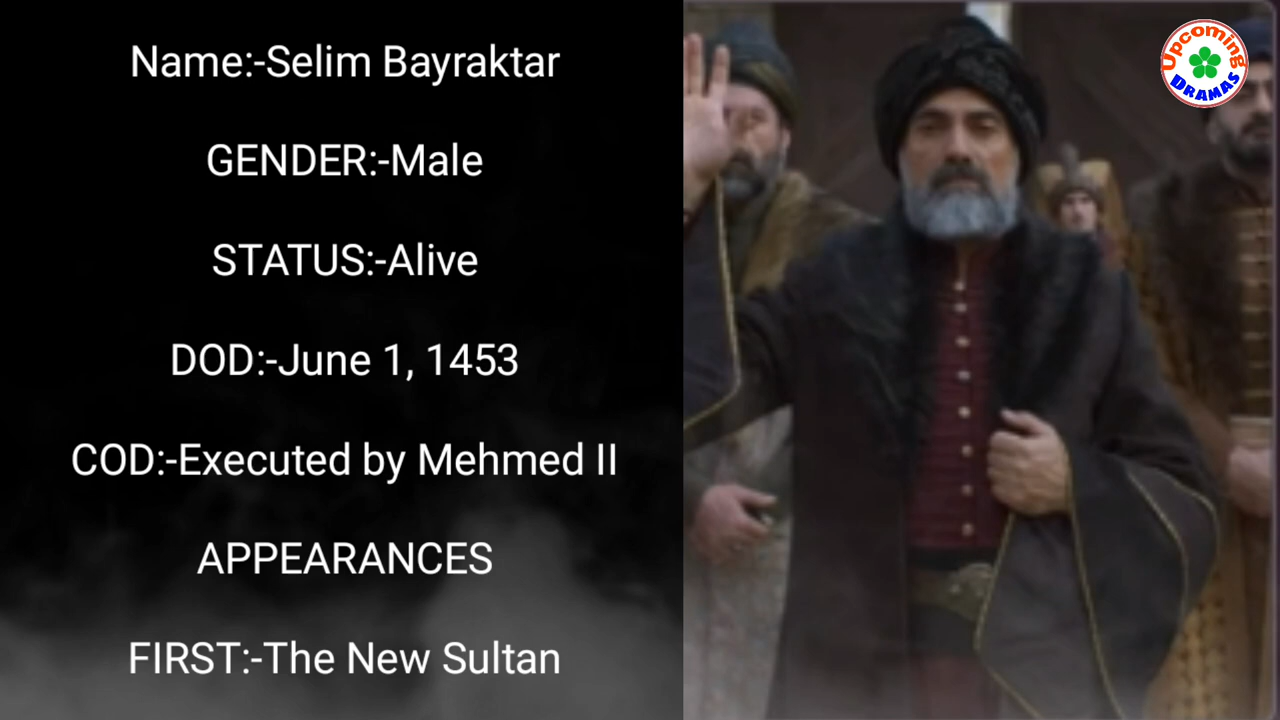 Name:-Selim Bayraktar
GENDER:-Male
STATUS:-Alive
DOD:-June 1, 1453
COD:-Executed by Mehmed II
APPEARANCES
FIRST:-The New Sultan
Upcoming
DRAMAS